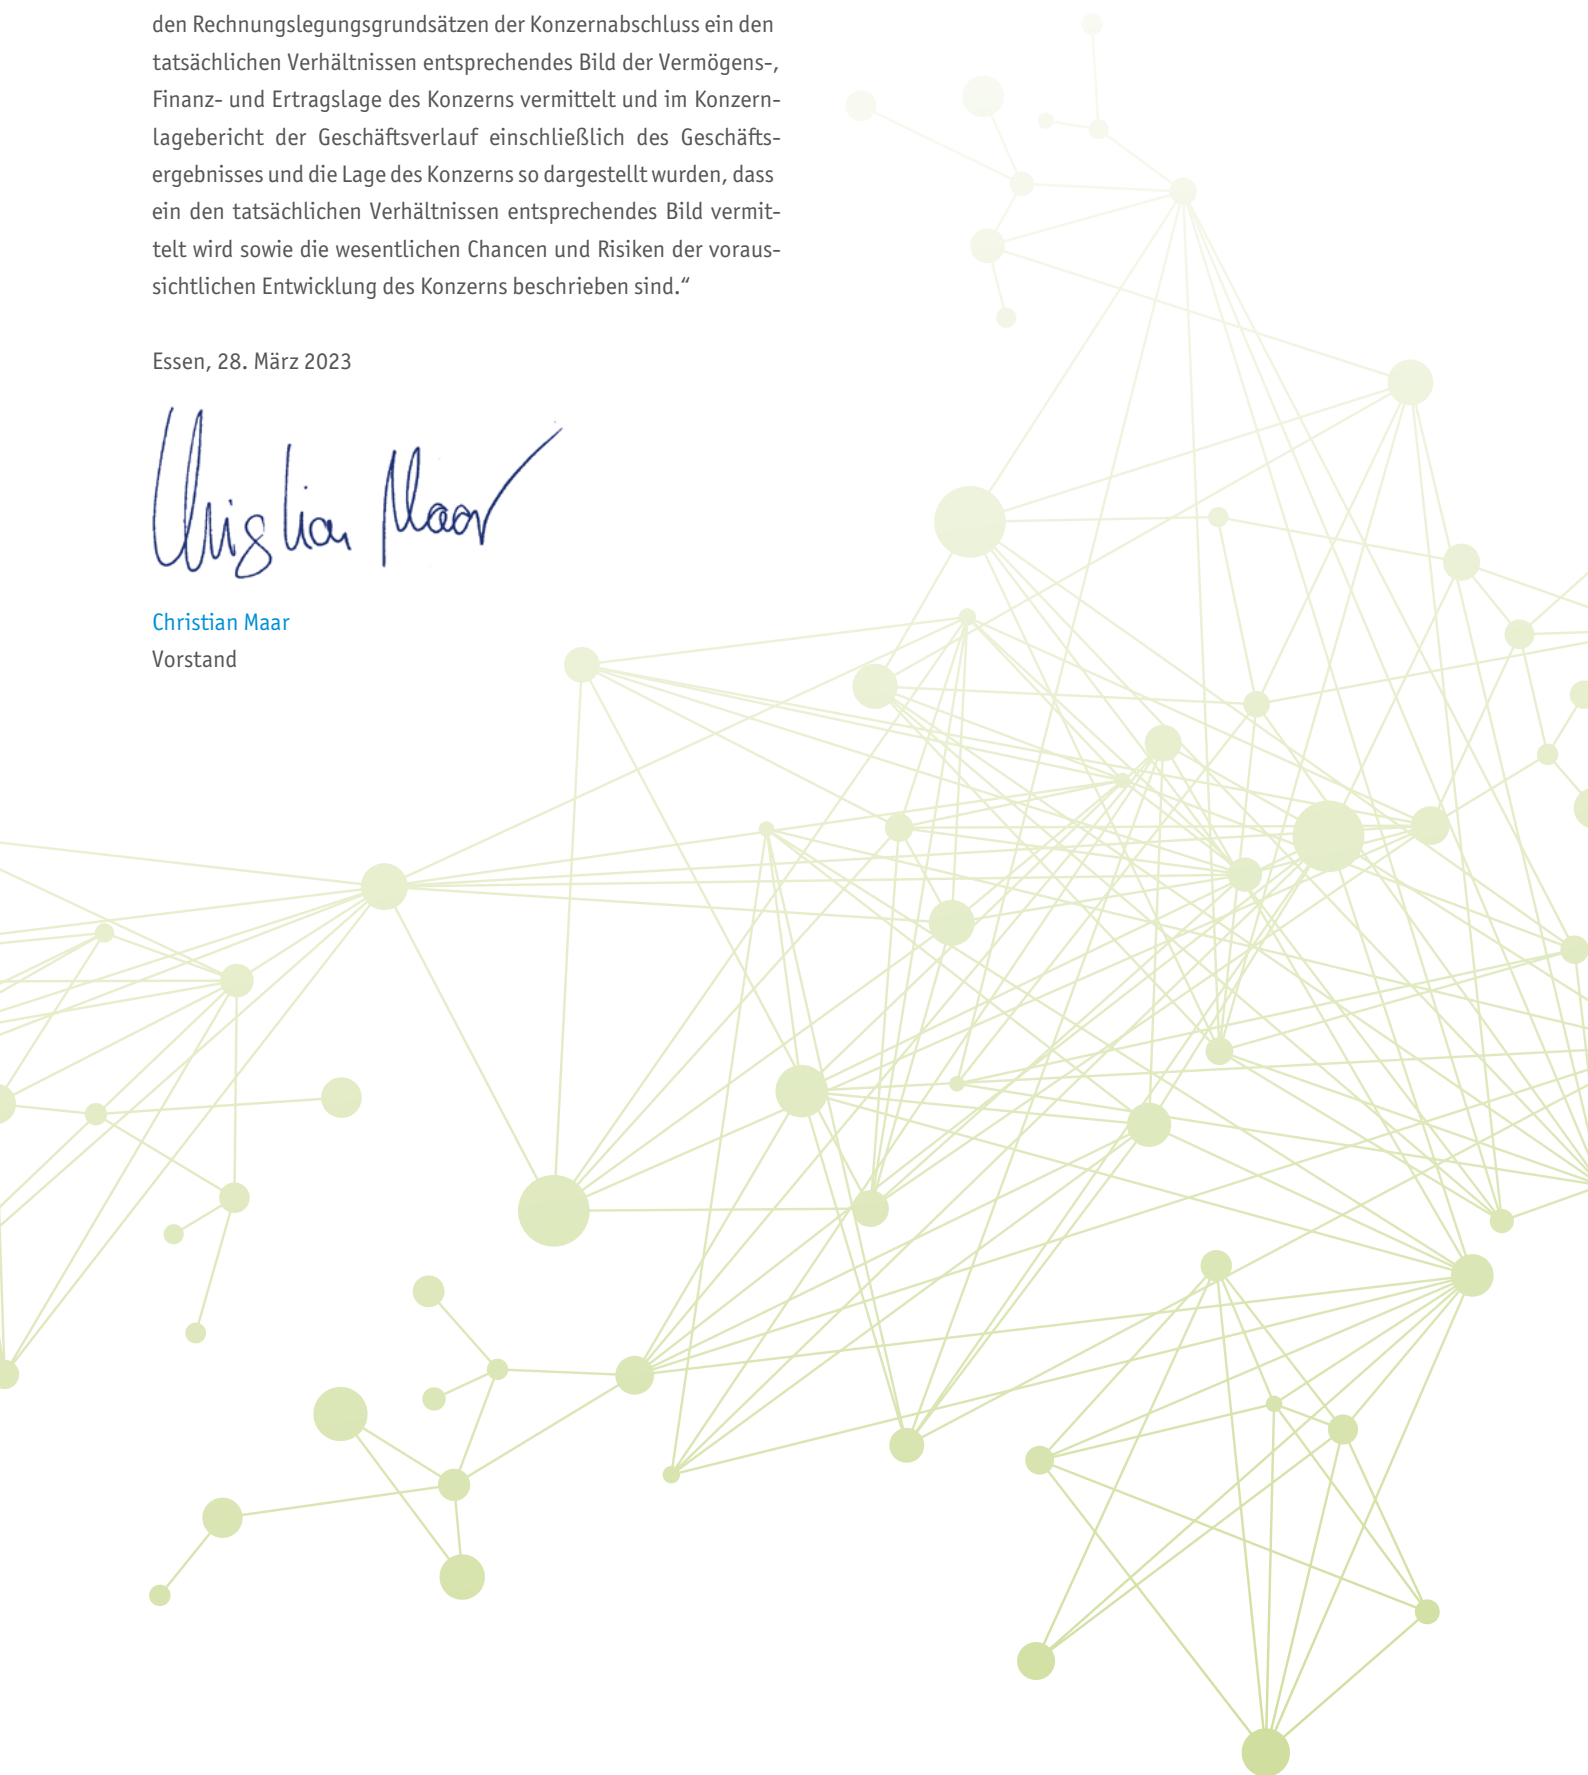 den Rechnungslegungsgrundsätzen der Konzernabschluss ein den
tatsächlichen Verhältnissen entsprechendes Bild der Vermögens-,
Finanz- und Ertragslage des Konzerns vermittelt und im Konzern-
lagebericht der Geschäftsverlauf einschließlich des Geschäfts-
ergebnisses und die Lage des Konzerns so dargestellt wurden, dass
ein den tatsächlichen Verhältnissen entsprechendes Bild vermit-
telt wird sowie die wesentlichen Chancen und Risiken der voraus-
sichtlichen Entwicklung des Konzerns beschrieben sind.“
Essen, 28. März 2023
Christian Maar
Christian Maar
Vorstand